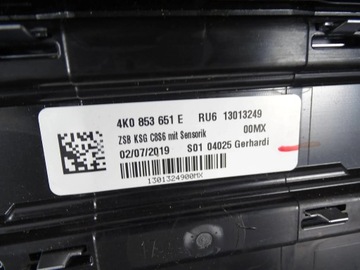 4K0 853 651 E RU6 13013249
ZSB KSG C8S6 mit Sensorik 00MX
02/07/2019 S01 04025 Gerhardi
1301324900MX